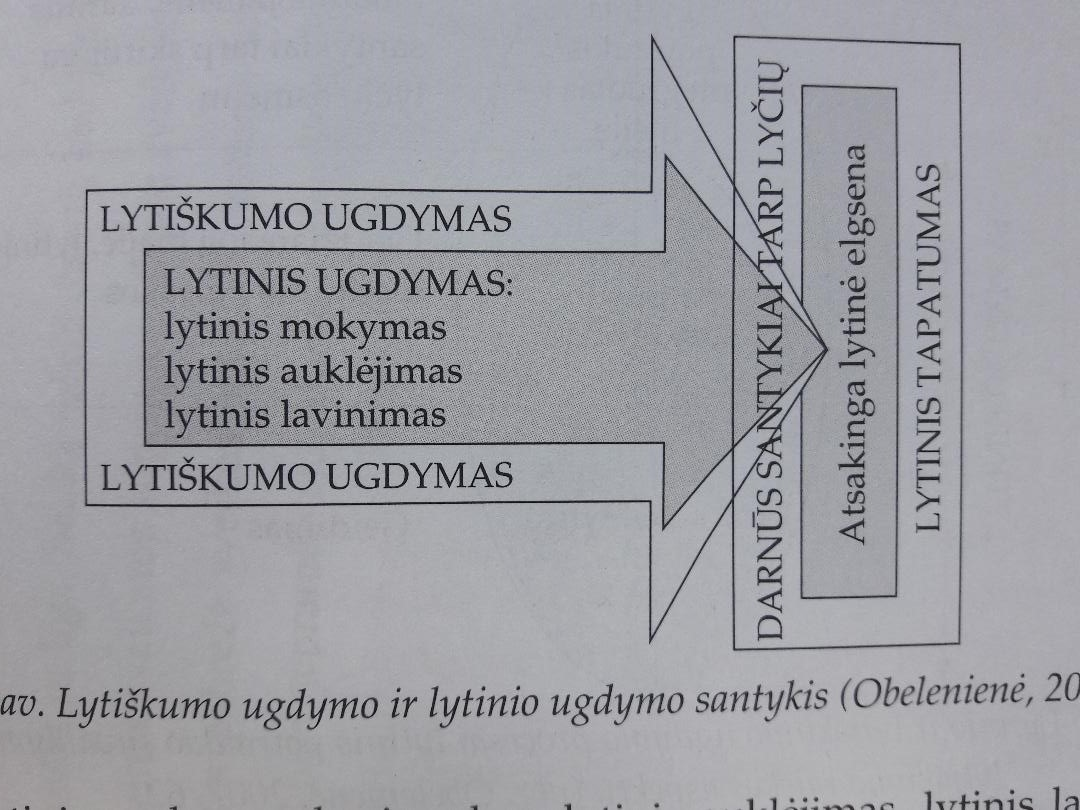 LYTIŠKUMO UGDYMAS
LYTINIS UGDYMAS:
lytinis mokymas
lytinis auklėjimas
lytinis lavinimas
LYTIŠKUMO UGDYMAS
DARNŪS SANTYKIAI TARP LYČIŲ
Atsakinga lytinė elgsena
LYTINIS TAPATUMAS
av. Lytiškumo ugdymo ir lytinio ugdymo santykis (Obelenienė, 20